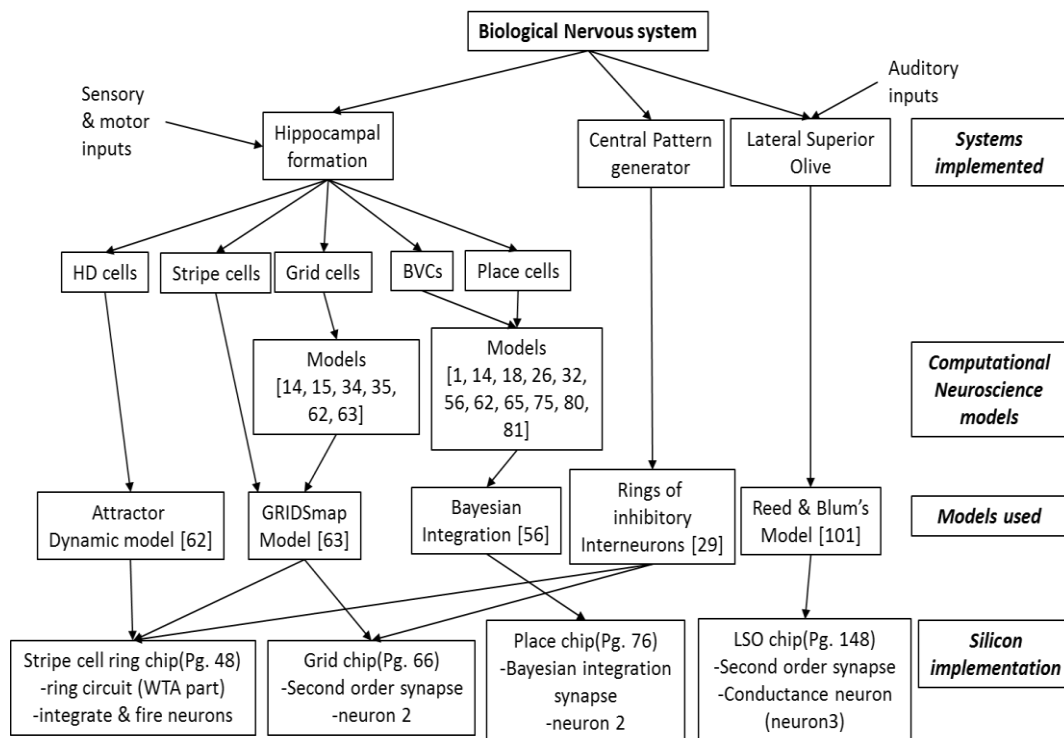 Biological Nervous system
Sensory
& motor
inputs
Auditory
inputs
Hippocampal
formation
Central Pattern
generator
Lateral Superior
Olive
Systems
implemented
HD cells
Stripe cells
Grid cells
BVCs
Place cells
Models
[14, 15, 34, 35,
62, 63]
Models
[1, 14, 18, 26, 32,
56, 62, 65, 75, 80,
81]
Computational
Neuroscience
models
Attractor
Dynamic model [62]
GRIDSmap
Model [63]
Bayesian
Integration [56]
Rings of
inhibitory
Interneurons [29]
Reed & Blum’s
Model [101]
Models used
Stripe cell ring chip(Pg. 48)
-ring circuit (WTA part)
-integrate & fire neurons
Grid chip(Pg. 66)
-Second order synapse
-neuron 2
Place chip(Pg. 76)
-Bayesian integration
synapse
-neuron 2
LSO chip(Pg. 148)
-Second order synapse
-Conductance neuron
(neuron3)
Silicon
implementation